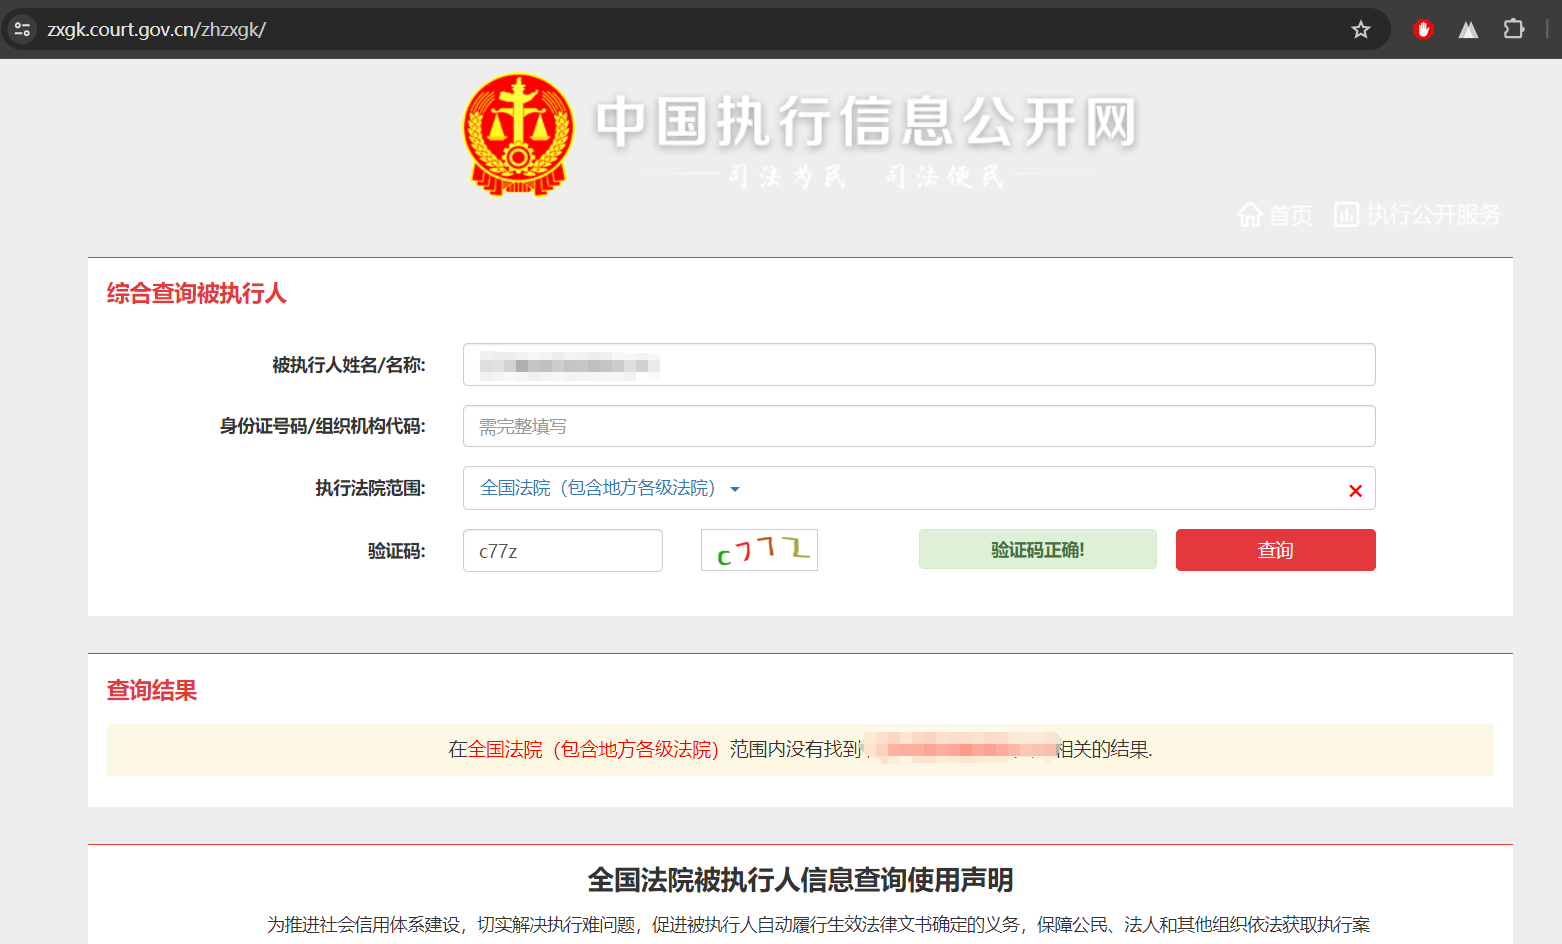 zxgk.court.gov.cn/zhzxgk/
中国执行信息公开网
司法为民 司法便民
首页 执行公开服务
综合查询被执行人
被执行人姓名/名称:
身份证号码/组织机构代码: 需完整填写
执行法院范围: 全国法院（包含地方各级法院）
验证码: c77z c77z 验证码正确! 查询
查询结果
在全国法院（包含地方各级法院）范围内没有找到 相关的结果.
全国法院被执行人信息查询使用声明
为推进社会信用体系建设，切实解决执行难问题，促进被执行人自动履行生效法律文书确定的义务，保障公民、法人和其他组织依法获取执行案